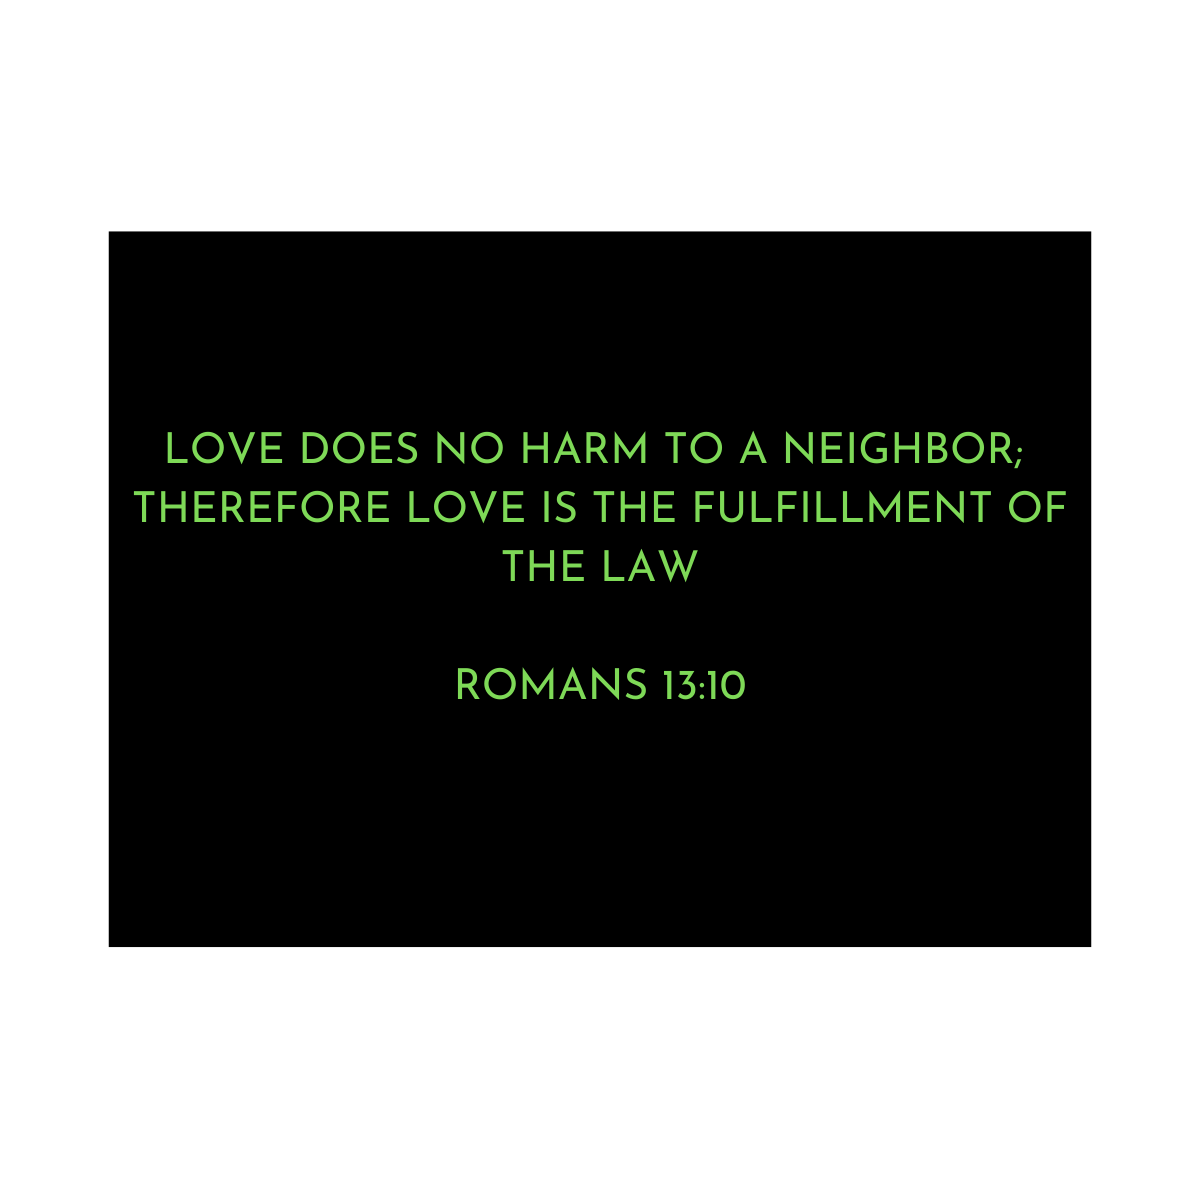 LOVE DOES NO HARM TO A NEIGHBOR;
THEREFORE LOVE IS THE FULFILLMENT OF
THE LAW
ROMANS 13:10